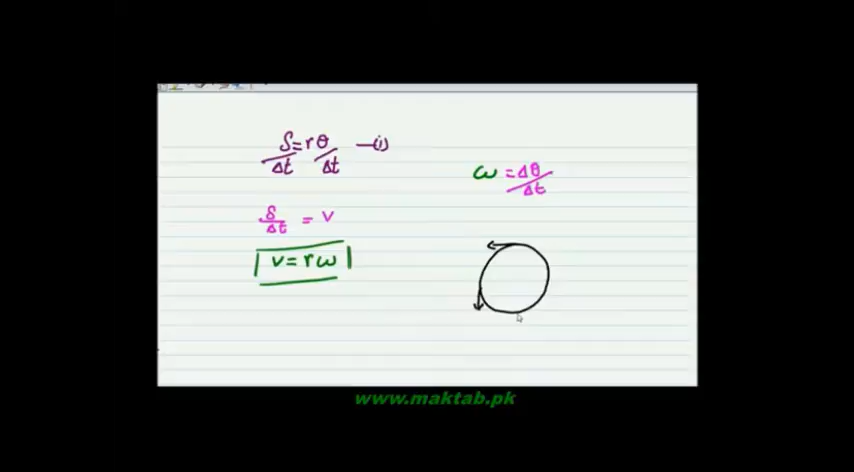 S = rθ —(i)
Δt Δt
ω = Δθ
Δt
S/Δt = v
v = rω
www.maktab.pk